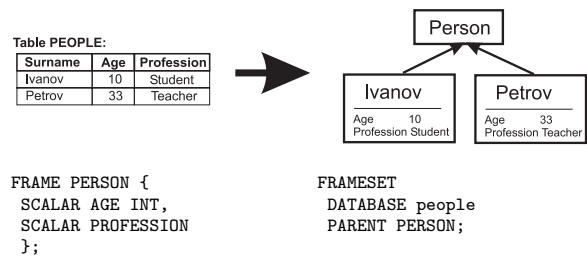 Table PEOPLE:
Surname Age Profession
Ivanov 10 Student
Petrov 33 Teacher
Person
Ivanov
Age 10
Profession Student
Petrov
Age 33
Profession Teacher
FRAME PERSON {
SCALAR AGE INT,
SCALAR PROFESSION
};
FRAMESET
DATABASE people
PARENT PERSON;